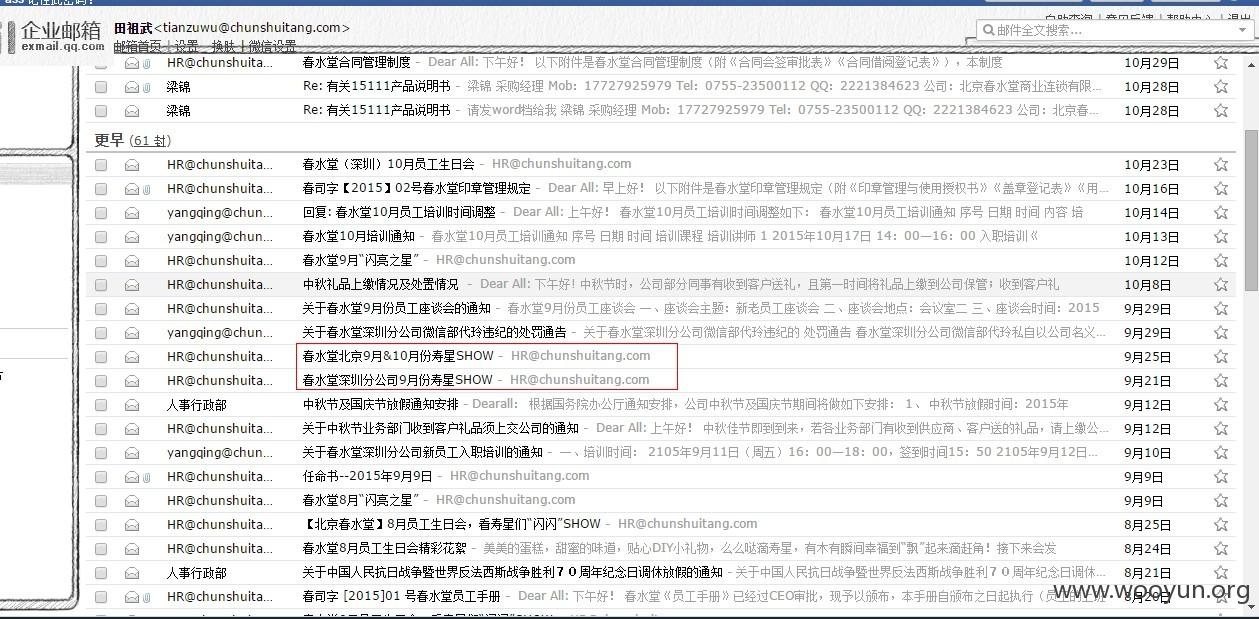 ass 记住此密码?
企业邮箱
exmail.qq.com
田祖武<tianzuwu@chunshuitang.com>
邮箱首页 | 设置 - 换肤 | 微信设置
自助查询 | 意见反馈 | 帮助中心 | 退出
邮件全文搜索...
HR@chunshuita... 春水堂合同管理制度 - Dear All: 下午好! 以下附件是春水堂合同管理制度（附《合同会签审批表》《合同借阅登记表》），本制度 10月29日
梁锦 Re: 有关15111产品说明书 - 梁锦 采购经理 Mob：17727925979 Tel：0755-23500112 QQ：2221384623 公司：北京春水堂商业连锁有限... 10月28日
梁锦 Re: 有关15111产品说明书 - 请发word档给我 梁锦 采购经理 Mob：17727925979 Tel：0755-23500112 QQ：2221384623 公司：北京春... 10月28日
更早 (61 封)
HR@chunshuita... 春水堂（深圳）10月员工生日会 - HR@chunshuitang.com 10月23日
HR@chunshuita... 春司字【2015】02号春水堂印章管理规定 - Dear All: 早上好! 以下附件是春水堂印章管理规定（附《印章管理与使用授权书》《盖章登记表》《用... 10月16日
yangqing@chun... 回复: 春水堂10月员工培训时间调整 - Dear All: 上午好! 春水堂10月员工培训时间调整如下： 春水堂10月员工培训通知 序号 日期 时间 内容 培 10月14日
yangqing@chun... 春水堂10月培训通知 - 春水堂10月员工培训通知 序号 日期 时间 培训课程 培训讲师 1 2015年10月17日 14：00—16：00 入职培训《 10月13日
HR@chunshuita... 春水堂9月“闪亮之星” - HR@chunshuitang.com 10月12日
HR@chunshuita... 中秋礼品上缴情况及处置情况 - Dear All: 下午好! 中秋节时，公司部分同事有收到客户送礼，且第一时间将礼品上缴到公司保管；收到客户礼 10月8日
HR@chunshuita... 关于春水堂9月份员工座谈会的通知 - 春水堂9月份员工座谈会 一、座谈会主题：新老员工座谈会 二、座谈会地点：会议室二 三、座谈会时间：2015 9月29日
yangqing@chun... 关于春水堂深圳分公司微信部代玲违纪的处罚通告 - 关于春水堂深圳分公司微信部代玲违纪的 处罚通告 春水堂深圳分公司微信部代玲私自以公司名义... 9月29日
HR@chunshuita... 春水堂北京9月&10月份寿星SHOW - HR@chunshuitang.com 9月25日
HR@chunshuita... 春水堂深圳分公司9月份寿星SHOW - HR@chunshuitang.com 9月21日
人事行政部 中秋节及国庆节放假通知安排 - Dearall： 根据国务院办公厅通知安排，公司中秋节及国庆节期间将做如下安排： 1、 中秋节放假时间：2015年 9月12日
HR@chunshuita... 关于中秋节业务部门收到客户礼品须上交公司的通知 - Dear All: 上午好! 中秋佳节即到到来，若各业务部门有收到供应商、客户送的礼品，请上缴公... 9月12日
yangqing@chun... 关于春水堂深圳分公司新员工入职培训的通知 - 一、培训时间： 2105年9月11日（周五）16：00—18：00，签到时间15：50 2105年9月12日... 9月10日
HR@chunshuita... 任命书--2015年9月9日 - HR@chunshuitang.com 9月9日
HR@chunshuita... 春水堂8月“闪亮之星” - HR@chunshuitang.com 9月9日
HR@chunshuita... 【北京春水堂】8月员工生日会，看寿星们“闪闪”SHOW - HR@chunshuitang.com 8月25日
HR@chunshuita... 春水堂8月员工生日会精彩花絮 - 美美的蛋糕，甜蜜的味道，贴心DIY小礼物，么么哒滴寿星，有木有瞬间幸福到“飘”起来滴赶角！接下来会发 8月24日
人事行政部 关于中国人民抗日战争暨世界反法西斯战争胜利７０周年纪念日调休放假的通知 - 关于中国人民抗日战争暨世界反法西斯战争胜利７０周年纪念日调休... 8月21日
HR@chunshuita... 春司字 [2015]01 号春水堂员工手册 - Dear All: 下午好! 春水堂《员工手册》已经过CEO审批，现予以颁布，本手册自颁布之日起执行（员工的上班 8月20日
www.wooyun.org